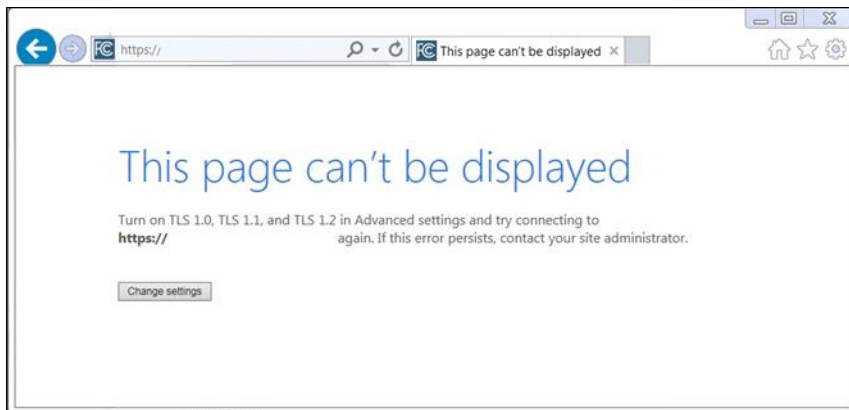 FC https://
FC This page can't be displayed ×
This page can't be displayed
Turn on TLS 1.0, TLS 1.1, and TLS 1.2 in Advanced settings and try connecting to
https:// again. If this error persists, contact your site administrator.
Change settings